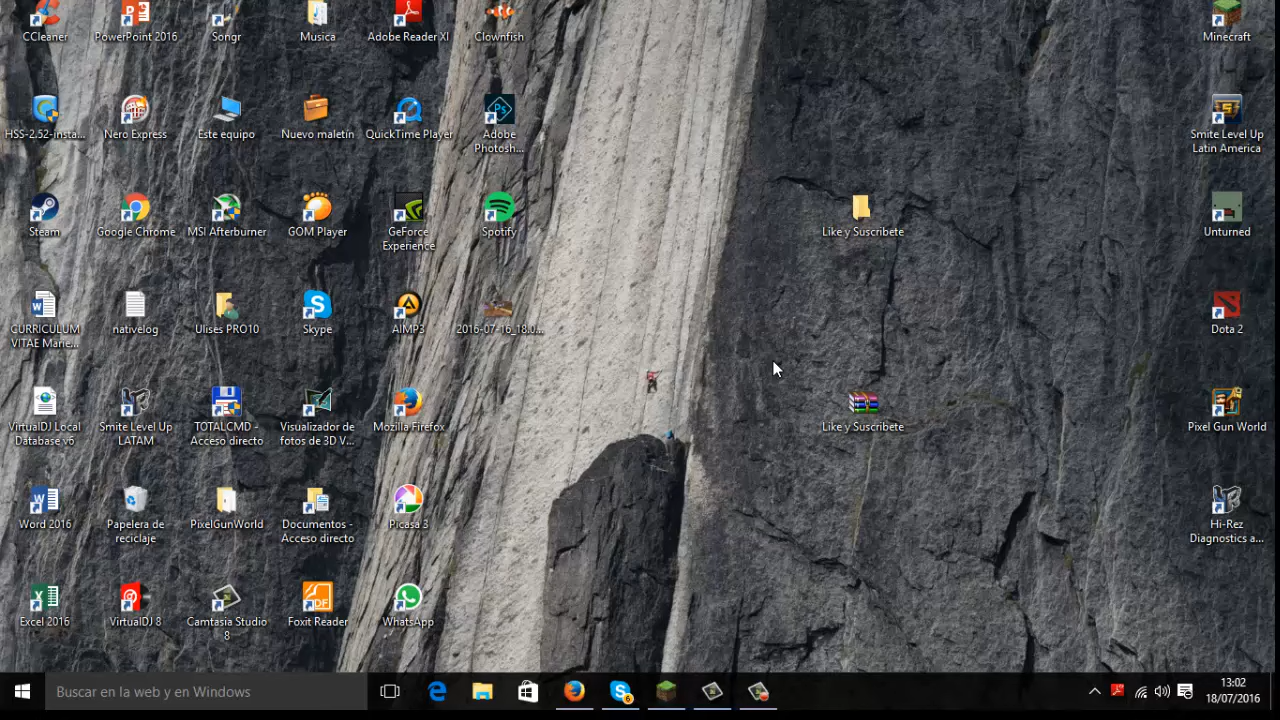 CCleaner
PowerPoint 2016
Songr
Musica
Adobe Reader XI
Clownfish
Minecraft
HSS-2.52-insta...
Nero Express
Este equipo
Nuevo maletín
QuickTime Player
Adobe
Photosh...
Smite Level Up
Latin America
Steam
Google Chrome
MSI Afterburner
GOM Player
GeForce
Experience
Spotify
Like y Suscribete
Unturned
CURRICULUM
VITAE Marie...
nativelog
Ulises PRO10
Skype
AIMP3
2016-07-16_18.0...
Dota 2
VirtualDJ Local
Database v6
Smite Level Up
LATAM
TOTALCMD -
Acceso directo
Visualizador de
fotos de 3D V...
Mozilla Firefox
Like y Suscribete
Pixel Gun World
Word 2016
Papelera de
reciclaje
PixelGunWorld
Documentos -
Acceso directo
Picasa 3
Hi-Rez
Diagnostics a...
Excel 2016
VirtualDJ 8
Camtasia Studio
8
Foxit Reader
WhatsApp
Buscar en la web y en Windows
6
13:02
18/07/2016